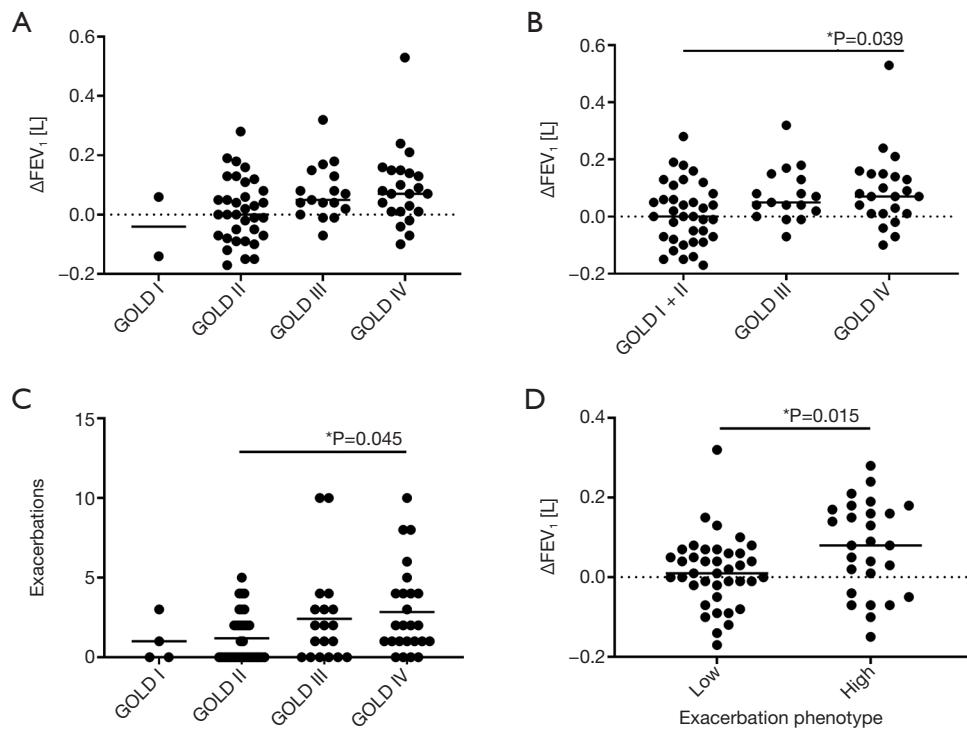 A
ΔFEV₁ [L]
0.6
0.4
0.2
0.0
−0.2
GOLD I
GOLD II
GOLD III
GOLD IV
B
*P=0.039
ΔFEV₁ [L]
0.6
0.4
0.2
0.0
−0.2
GOLD I + II
GOLD III
GOLD IV
C
*P=0.045
Exacerbations
15
10
5
0
GOLD I
GOLD II
GOLD III
GOLD IV
D
*P=0.015
ΔFEV₁ [L]
0.4
0.2
0.0
−0.2
Low
High
Exacerbation phenotype